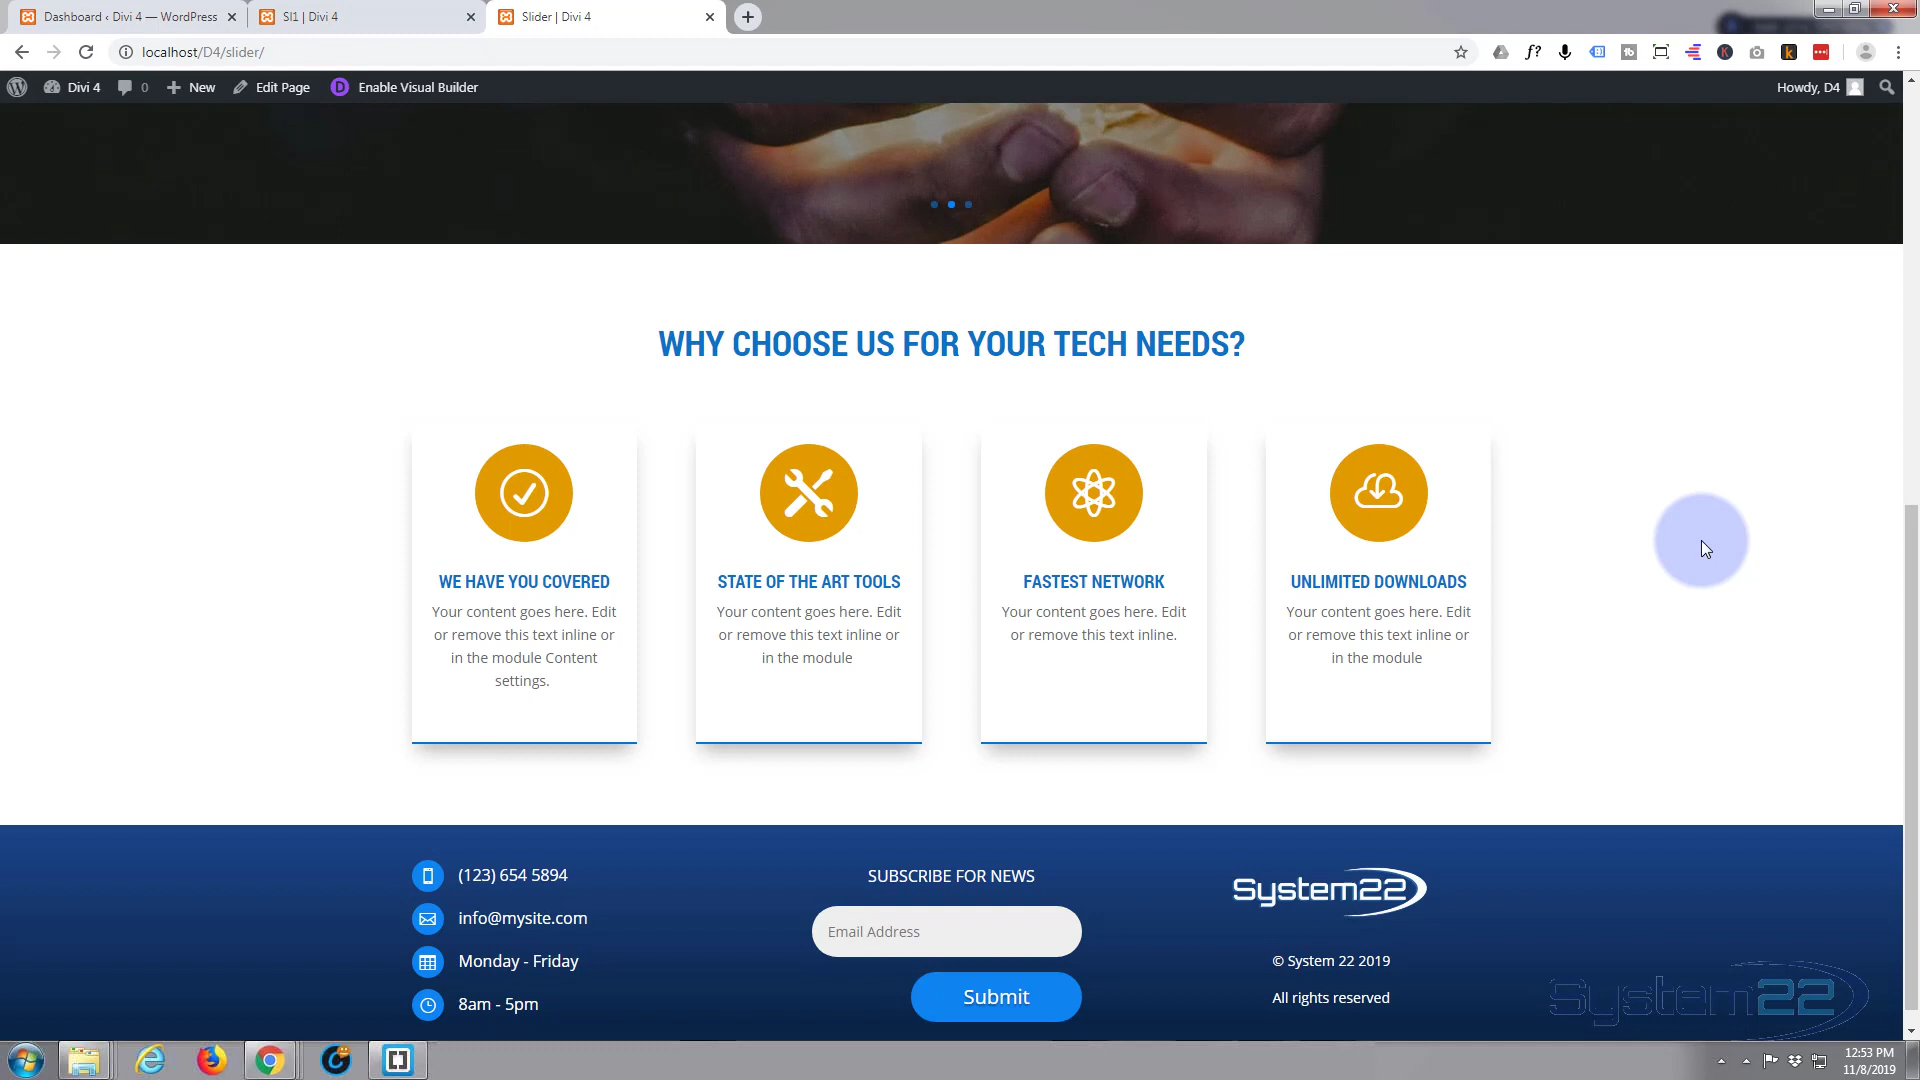 Dashboard ‹ Divi 4 — WordPress
Sl1 | Divi 4
Slider | Divi 4
localhost/D4/slider/
Divi 4
0
New
Edit Page
Enable Visual Builder
Howdy, D4
WHY CHOOSE US FOR YOUR TECH NEEDS?
WE HAVE YOU COVERED
Your content goes here. Edit
or remove this text inline or
in the module Content
settings.
STATE OF THE ART TOOLS
Your content goes here. Edit
or remove this text inline or
in the module
FASTEST NETWORK
Your content goes here. Edit
or remove this text inline.
UNLIMITED DOWNLOADS
Your content goes here. Edit
or remove this text inline or
in the module
(123) 654 5894
info@mysite.com
Monday - Friday
8am - 5pm
SUBSCRIBE FOR NEWS
Email Address
Submit
System22
© System 22 2019
All rights reserved
System22
12:53 PM
11/8/2019